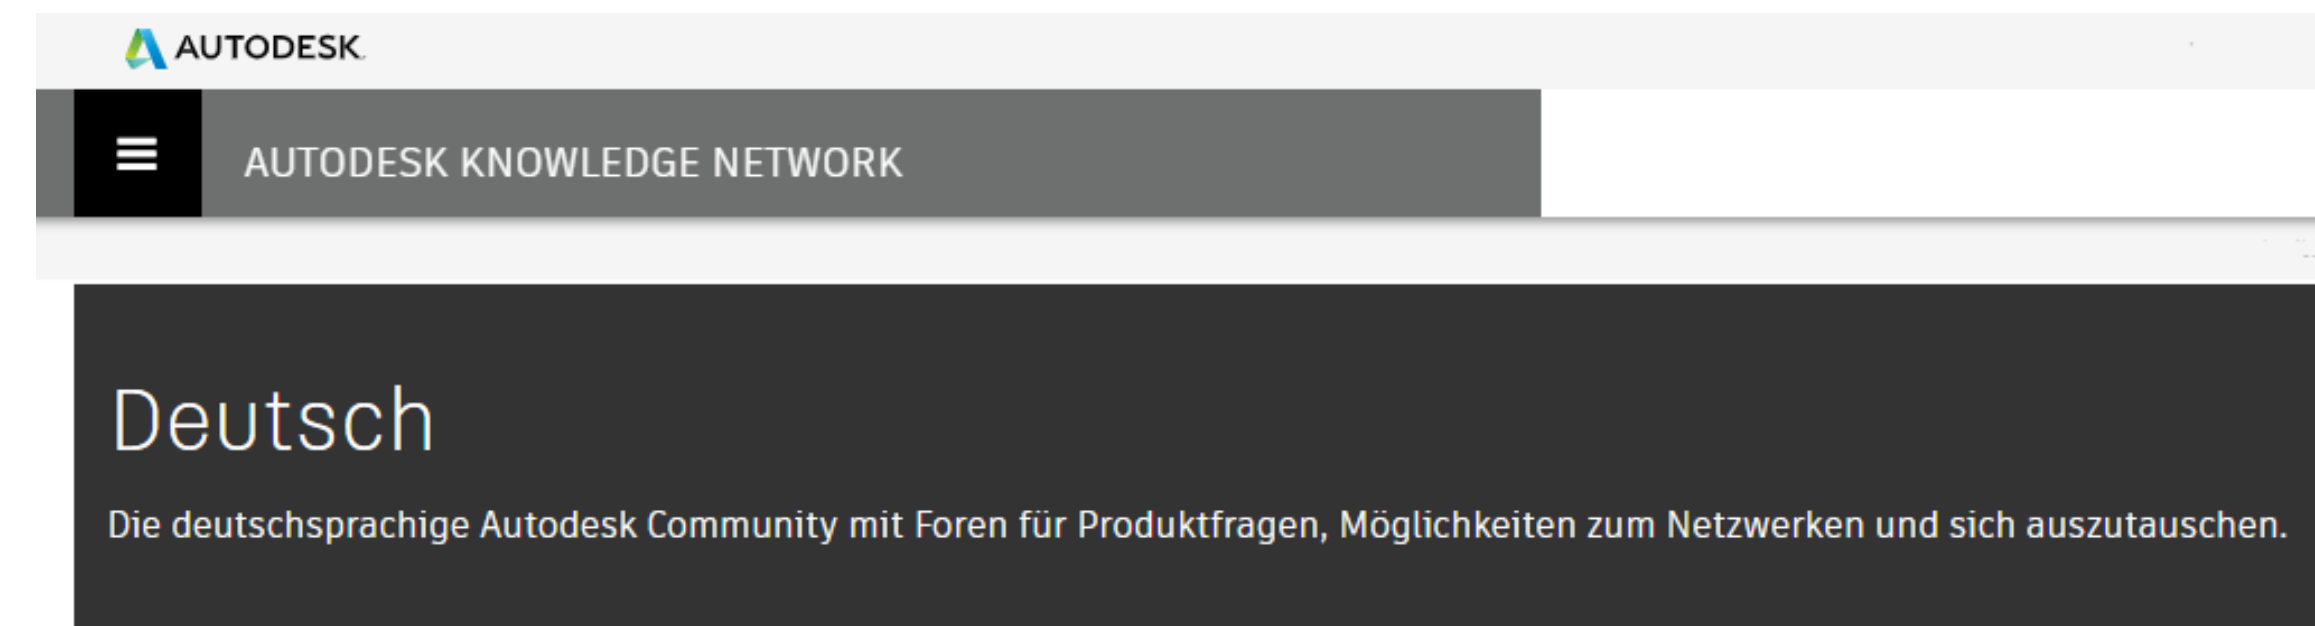 AUTODESK
AUTODESK KNOWLEDGE NETWORK
Deutsch
Die deutschsprachige Autodesk Community mit Foren für Produktfragen, Möglichkeiten zum Netzwerken und sich auszutauschen.